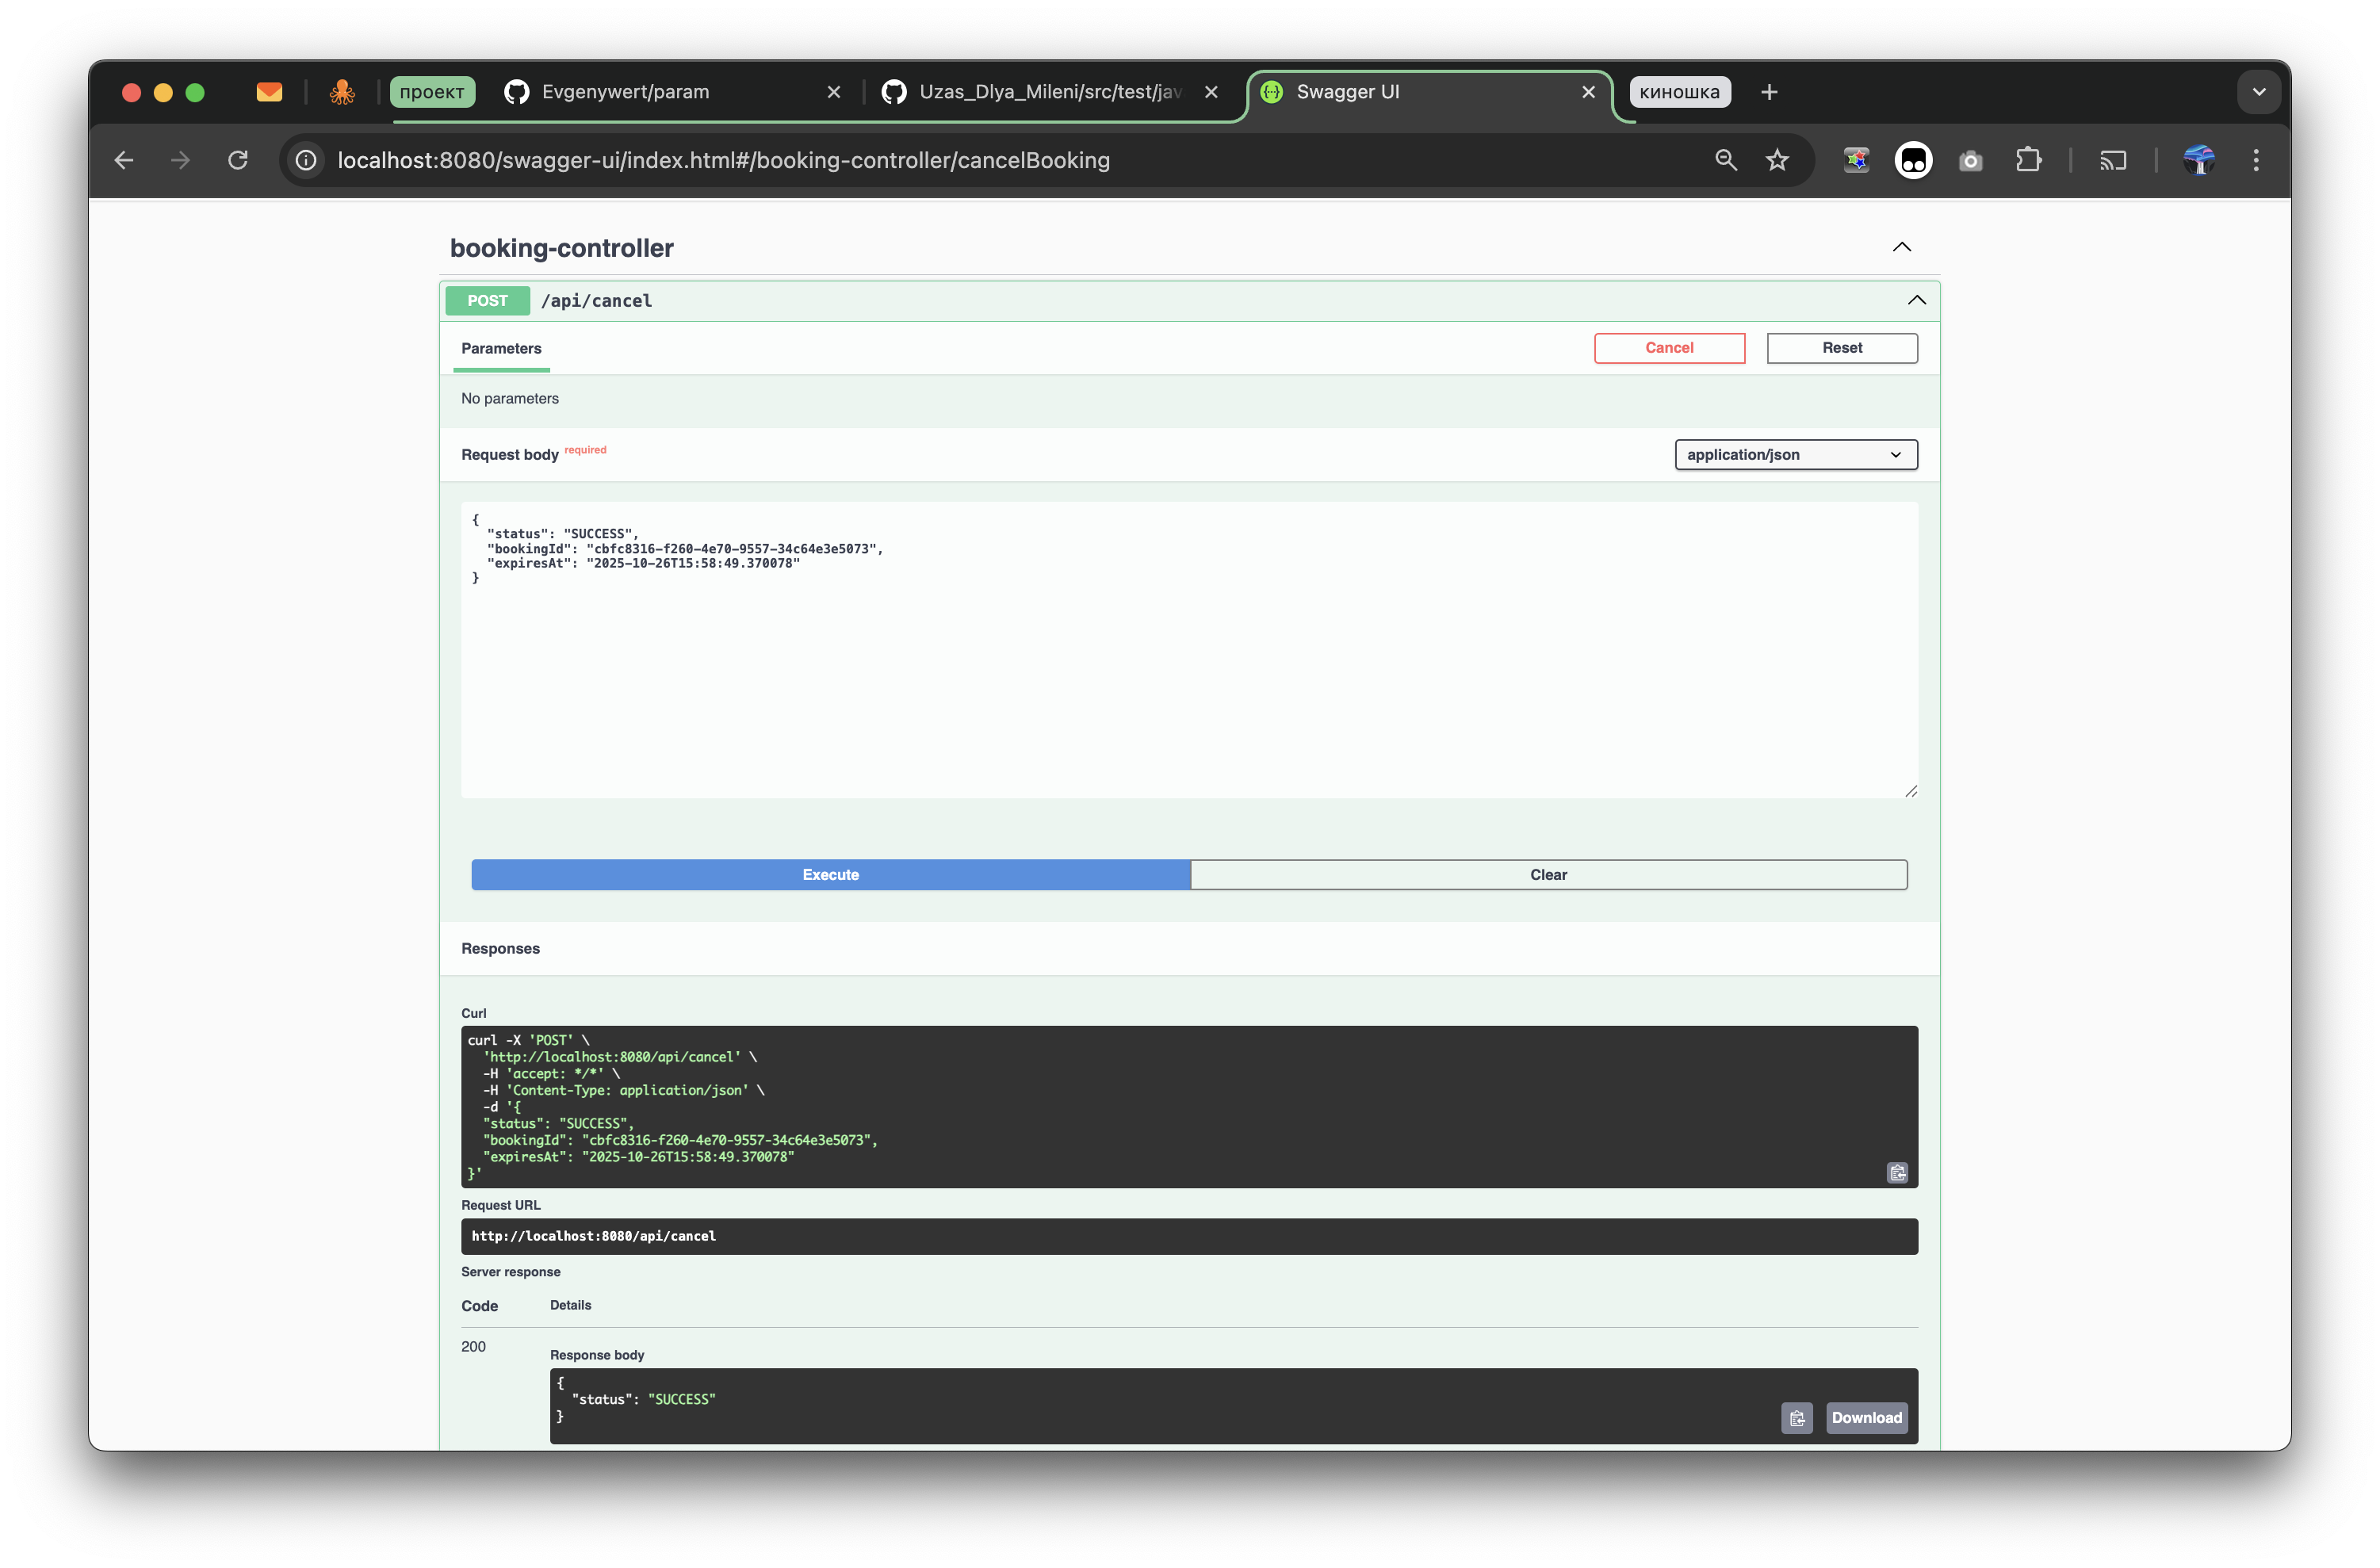 проект
Evgenywert/param
Uzas_Dlya_Mileni/src/test/jav
Swagger UI
киношка
localhost:8080/swagger-ui/index.html#/booking-controller/cancelBooking
booking-controller
POST /api/cancel
Parameters
Cancel
Reset
No parameters
Request body required
application/json
{
  "status": "SUCCESS",
  "bookingId": "cbfc8316-f260-4e70-9557-34c64e3e5073",
  "expiresAt": "2025-10-26T15:58:49.370078"
}
Execute
Clear
Responses
Curl
curl -X 'POST' \
  'http://localhost:8080/api/cancel' \
  -H 'accept: */*' \
  -H 'Content-Type: application/json' \
  -d '{
  "status": "SUCCESS",
  "bookingId": "cbfc8316-f260-4e70-9557-34c64e3e5073",
  "expiresAt": "2025-10-26T15:58:49.370078"
}'
Request URL
http://localhost:8080/api/cancel
Server response
Code Details
200
Response body
{
  "status": "SUCCESS"
}
Download